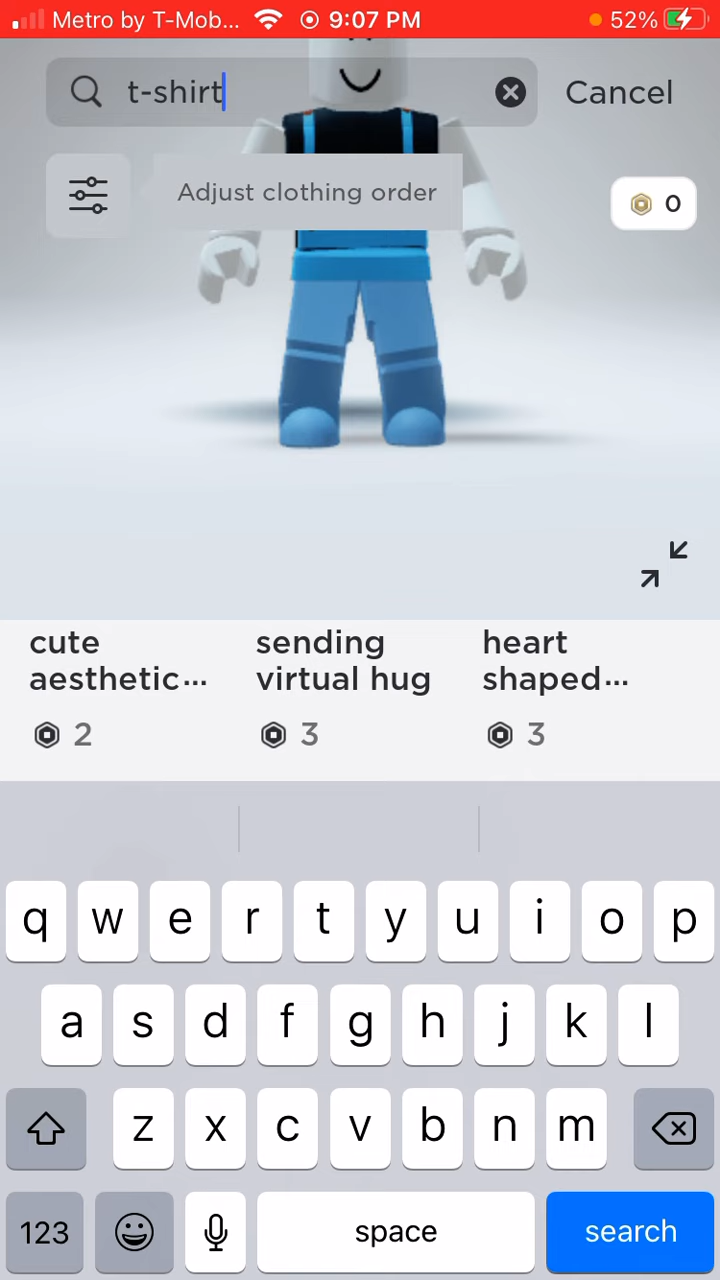 Metro by T-Mob... 9:07 PM 52%
t-shirt Cancel
Adjust clothing order 0
cute aesthetic...
sending virtual hug
heart shaped...
2 3 3
q w e r t y u i o p
a s d f g h j k l
z x c v b n m
123 space search